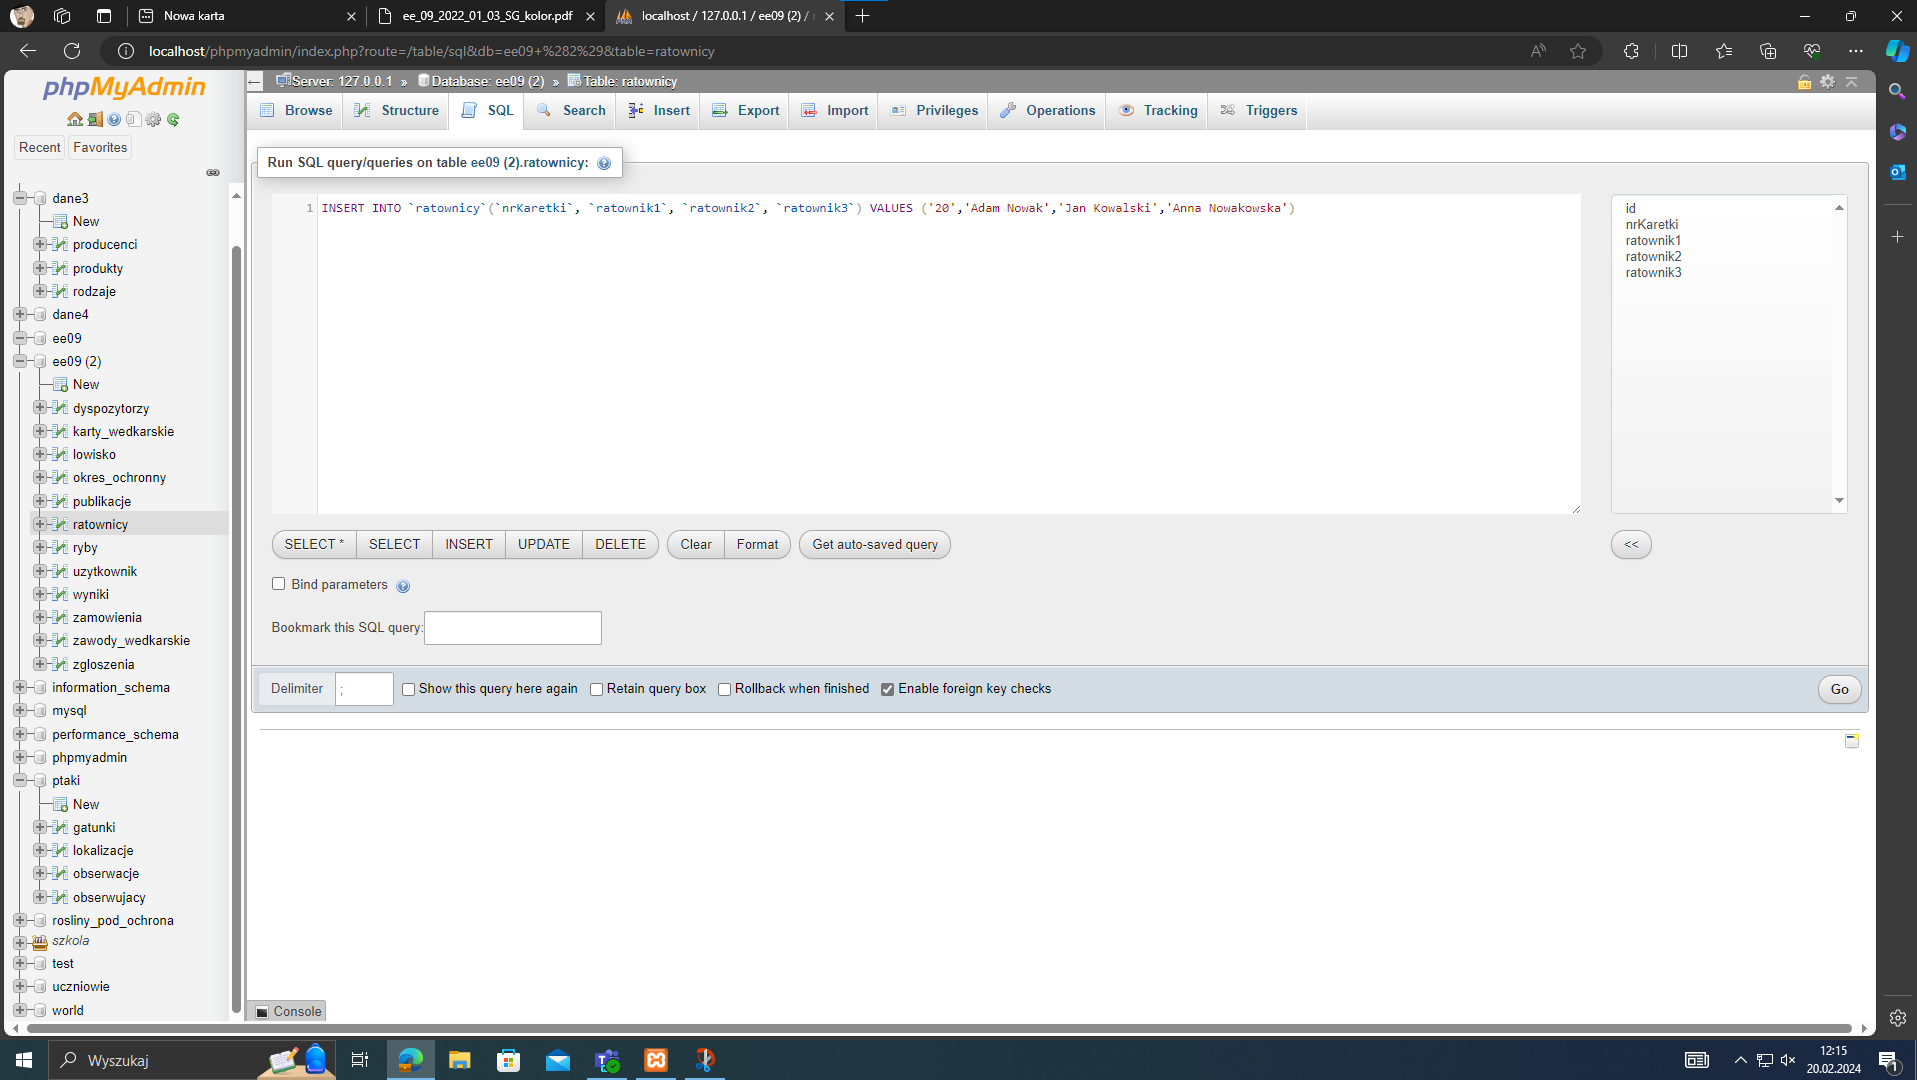 Nowa karta
ee_09_2022_01_03_SG_kolor.pdf
localhost / 127.0.0.1 / ee09 (2) /
localhost/phpmyadmin/index.php?route=/table/sql&db=ee09+%282%29&table=ratownicy
phpMyAdmin
Recent Favorites
dane3
New
producenci
produkty
rodzaje
dane4
ee09
ee09 (2)
New
dyspozytorzy
karty_wedkarskie
lowisko
okres_ochronny
publikacje
ratownicy
ryby
uzytkownik
wyniki
zamowienia
zawody_wedkarskie
zgloszenia
information_schema
mysql
performance_schema
phpmyadmin
ptaki
New
gatunki
lokalizacje
obserwacje
obserwujacy
rosliny_pod_ochrona
szkola
test
uczniowie
world
Server: 127.0.0.1 » Database: ee09 (2) » Table: ratownicy
Browse Structure SQL Search Insert Export Import Privileges Operations Tracking Triggers
Run SQL query/queries on table ee09 (2).ratownicy:
1 INSERT INTO `ratownicy`(`nrKaretki`, `ratownik1`, `ratownik2`, `ratownik3`) VALUES ('20','Adam Nowak','Jan Kowalski','Anna Nowakowska')
id
nrKaretki
ratownik1
ratownik2
ratownik3
SELECT * SELECT INSERT UPDATE DELETE Clear Format Get auto-saved query <<
Bind parameters
Bookmark this SQL query:
Delimiter ; Show this query here again Retain query box Rollback when finished Enable foreign key checks Go
Console
Wyszukaj
12:15
20.02.2024
1